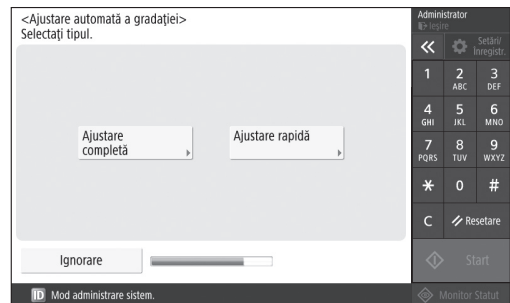 <Ajustare automată a gradației>
Selectați tipul.
Ajustare
completă
Ajustare rapidă
Ignorare
ID Mod administrare sistem.
Administrator
Ieșire
Setări/
Înregistr.
1
2
ABC
3
DEF
4
GHI
5
JKL
6
MNO
7
PQRS
8
TUV
9
WXYZ
*
0
#
C
Resetare
Start
Monitor Statut